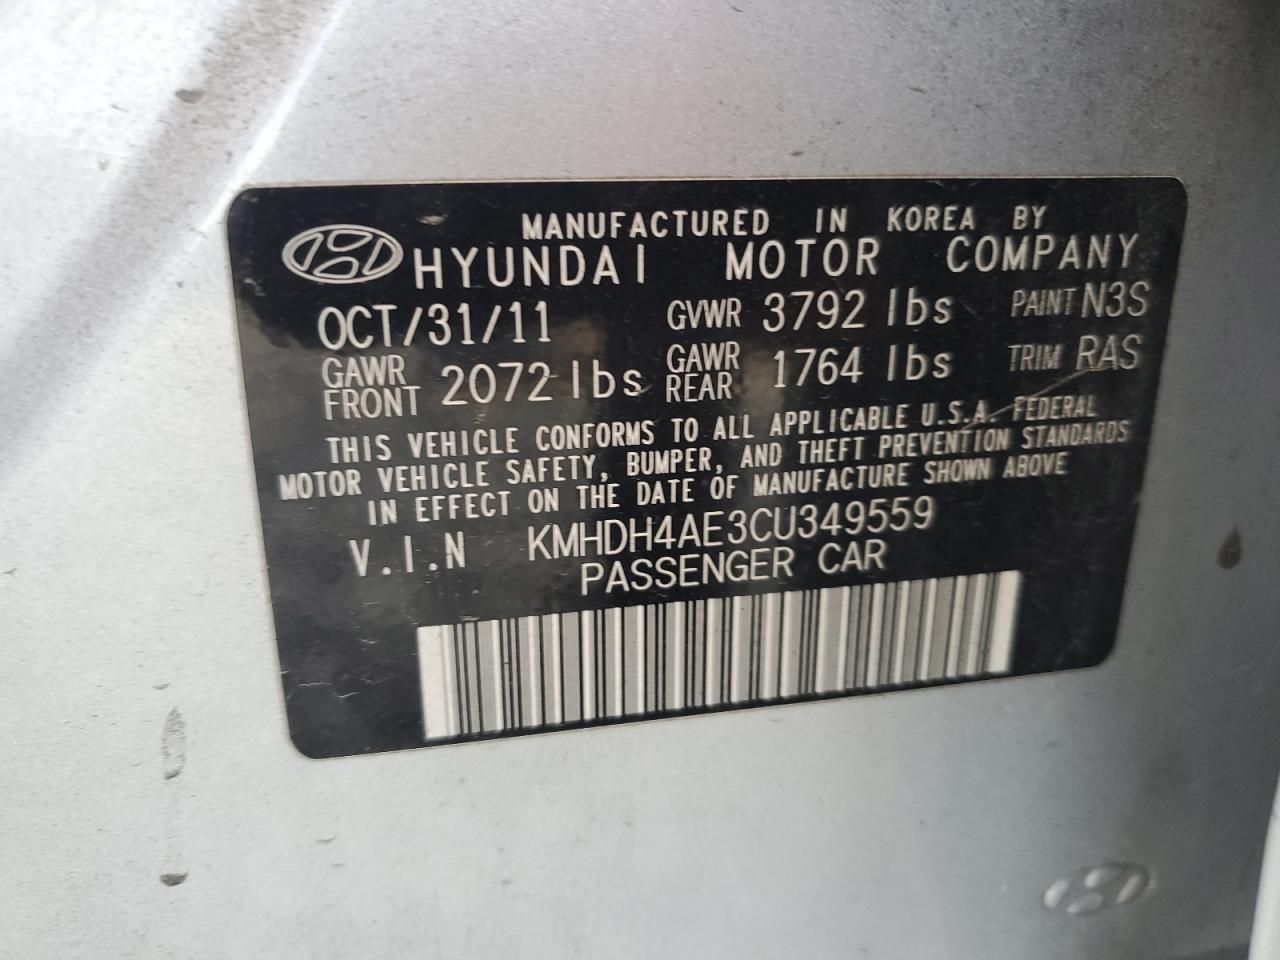 MANUFACTURED IN KOREA BY
HYUNDAI MOTOR COMPANY
OCT/31/11 GVWR 3792 lbs PAINT N3S
GAWR FRONT 2072 lbs GAWR REAR 1764 lbs TRIM RAS
THIS VEHICLE CONFORMS TO ALL APPLICABLE U.S.A. FEDERAL
MOTOR VEHICLE SAFETY, BUMPER, AND THEFT PREVENTION STANDARDS
IN EFFECT ON THE DATE OF MANUFACTURE SHOWN ABOVE
V.I.N KMHDH4AE3CU349559
PASSENGER CAR